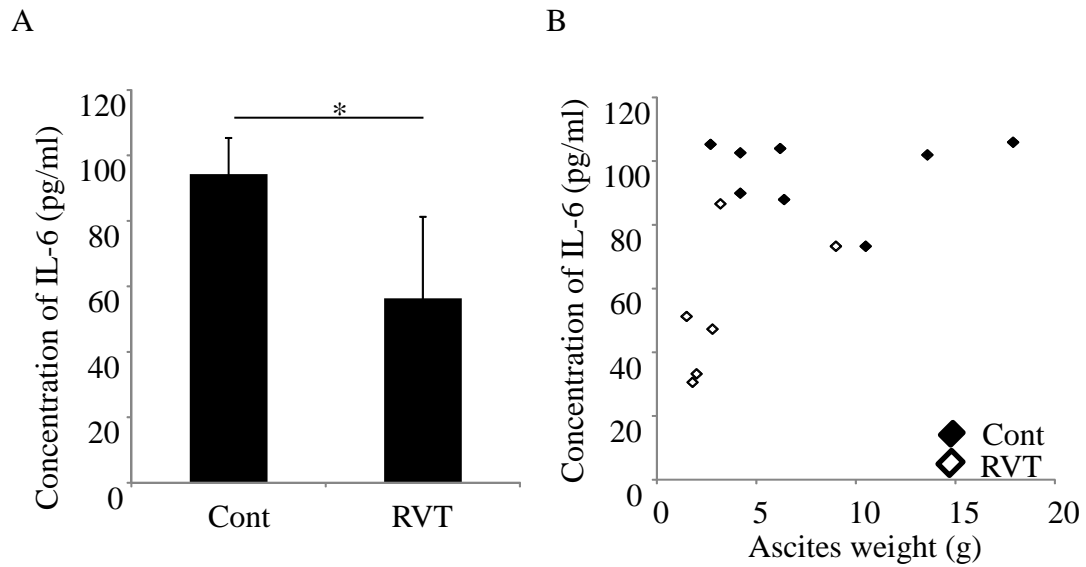 A
B
Concentration of IL-6 (pg/ml)
120
100
80
60
40
20
0
*
Cont
RVT
Concentration of IL-6 (pg/ml)
120
100
80
60
40
20
0
Cont
RVT
0 5 10 15 20
Ascites weight (g)